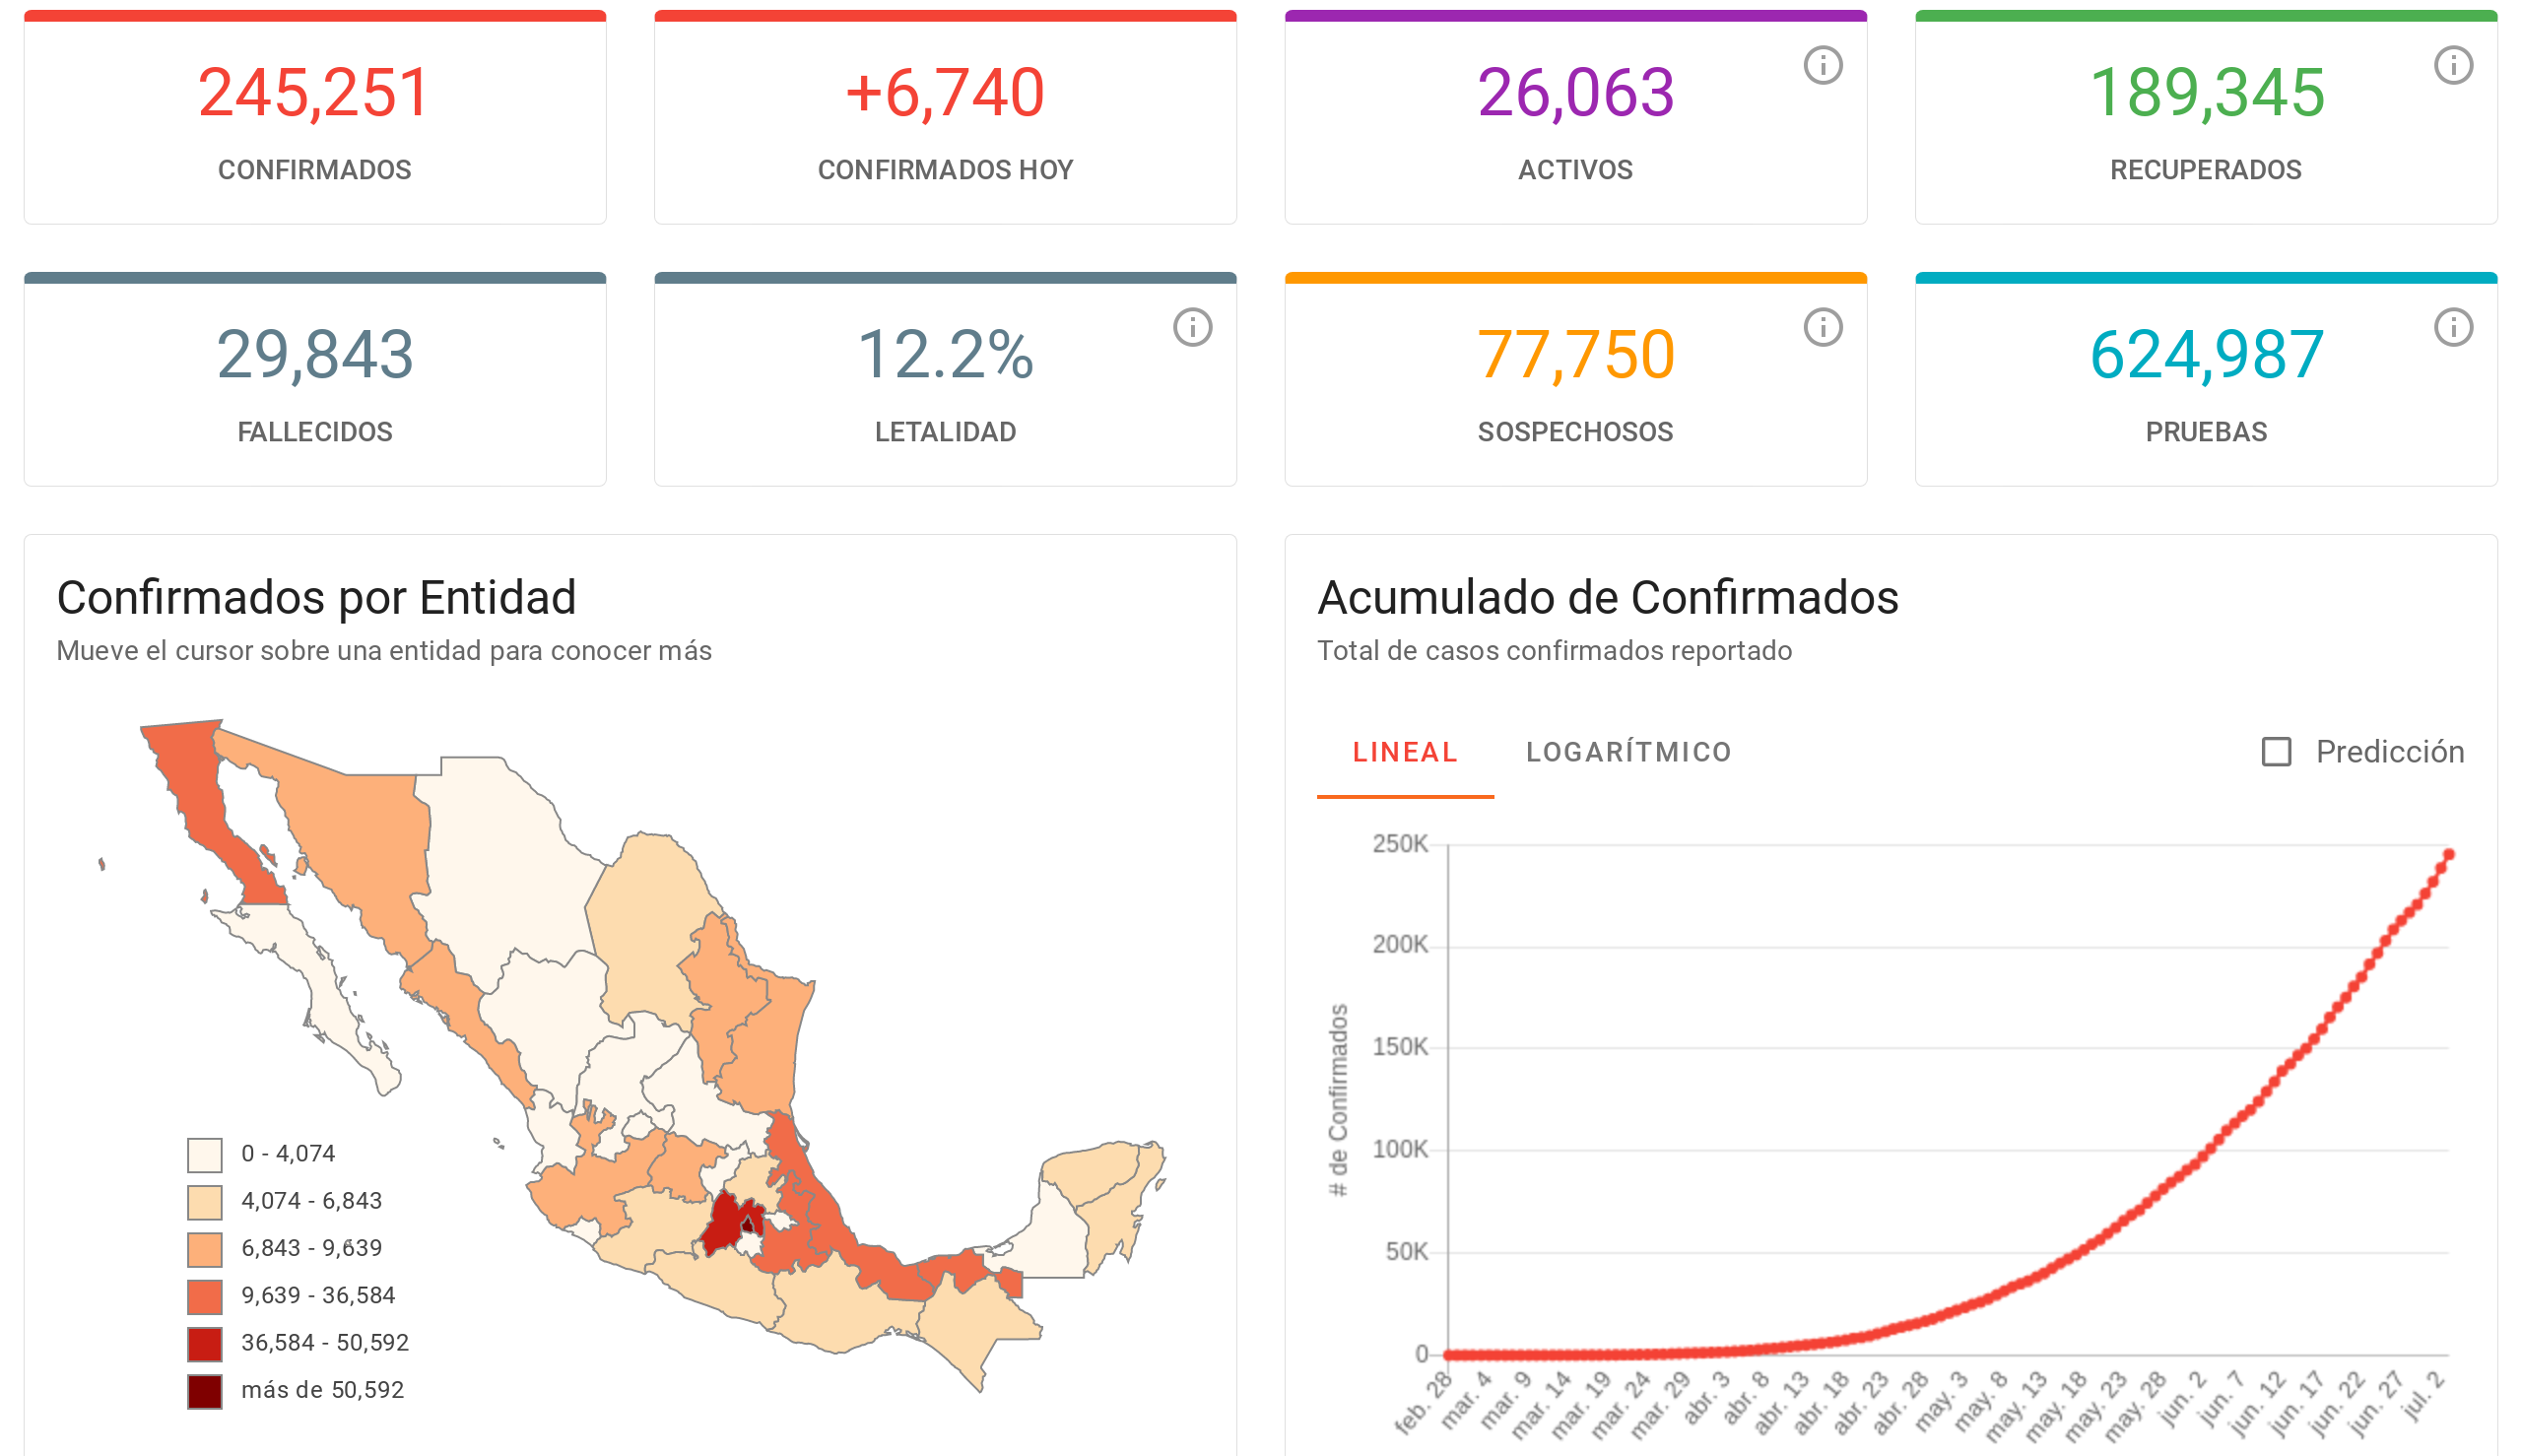 245,251
CONFIRMADOS
+6,740
CONFIRMADOS HOY
26,063
ACTIVOS
189,345
RECUPERADOS
29,843
FALLECIDOS
12.2%
LETALIDAD
77,750
SOSPECHOSOS
624,987
PRUEBAS
Confirmados por Entidad
Mueve el cursor sobre una entidad para conocer más
0 - 4,074
4,074 - 6,843
6,843 - 9,639
9,639 - 36,584
36,584 - 50,592
más de 50,592
Acumulado de Confirmados
Total de casos confirmados reportado
LINEAL
LOGARÍTMICO
Predicción
# de Confirmados
250K
200K
150K
100K
50K
0
feb. 28
mar. 4
mar. 9
mar. 14
mar. 19
mar. 24
mar. 29
abr. 3
abr. 8
abr. 13
abr. 18
abr. 23
abr. 28
may. 3
may. 8
may. 13
may. 18
may. 23
may. 28
jun. 2
jun. 7
jun. 12
jun. 17
jun. 22
jun. 27
jul. 2